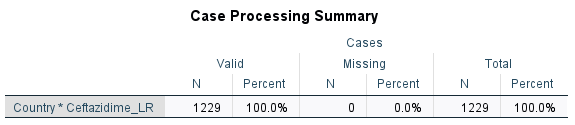 Case Processing Summary
Cases
Valid Missing Total
N Percent N Percent N Percent
Country * Ceftazidime_LR 1229 100.0% 0 0.0% 1229 100.0%